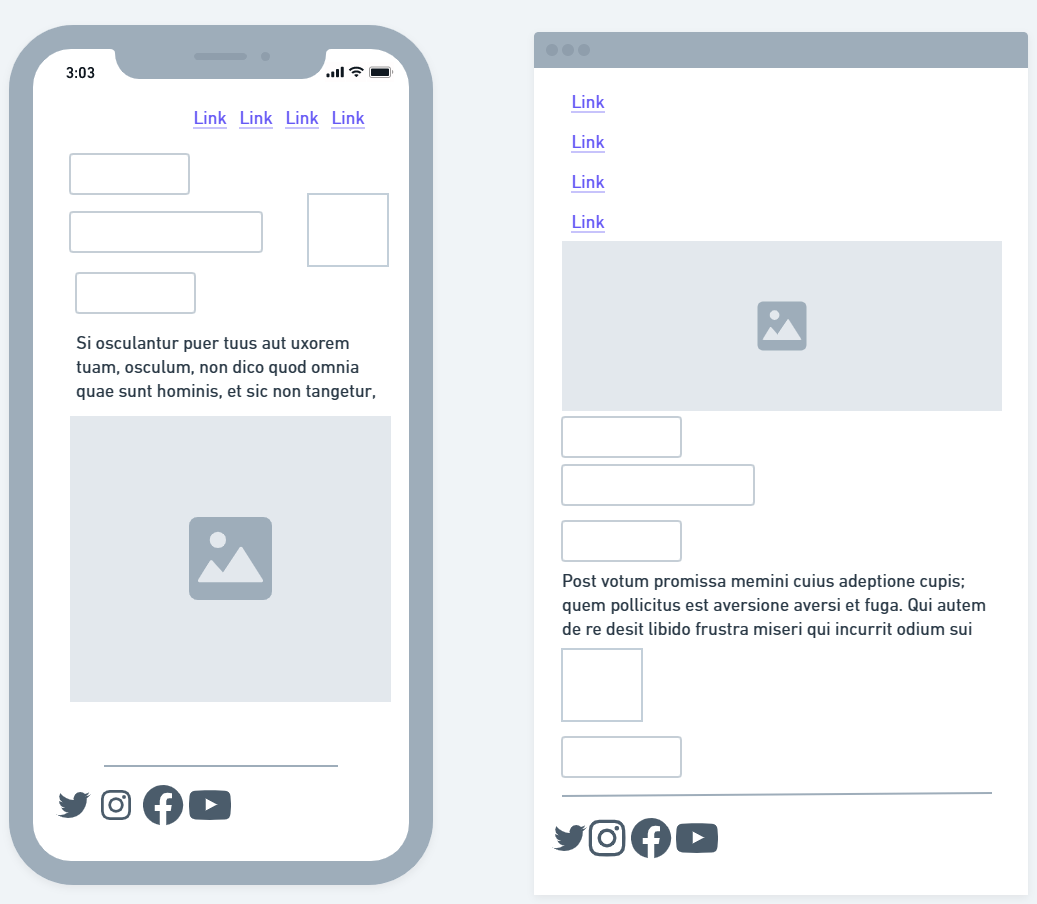 3:03
Link Link Link Link
Si osculantur puer tuus aut uxorem
tuam, osculum, non dico quod omnia
quae sunt hominis, et sic non tangetur,
Link
Link
Link
Link
Post votum promissa memini cuius adeptione cupis;
quem pollicitus est aversione aversi et fuga. Qui autem
de re desit libido frustra miseri qui incurrit odium sui